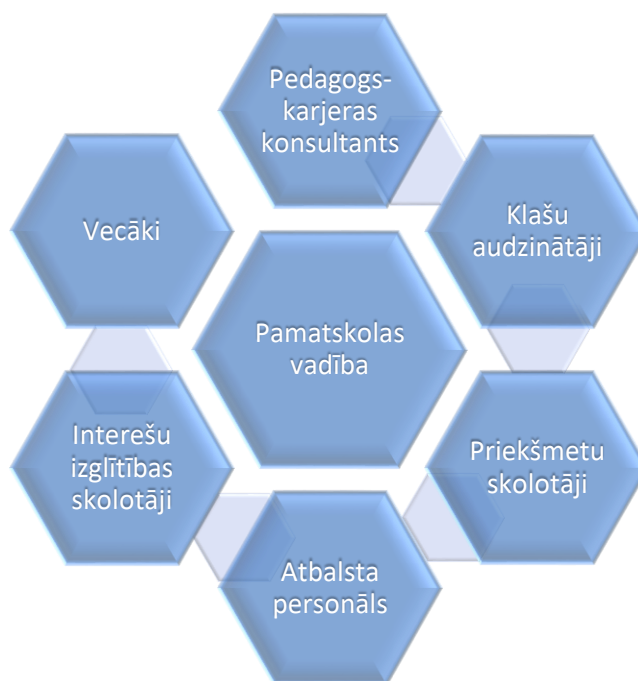 Pedagogs-
karjeras
konsultants
Klašu
audzinātāji
Vecāki
Pamatskolas
vadība
Priekšmetu
skolotāji
Interešu
izglītības
skolotāji
Atbalsta
personāls